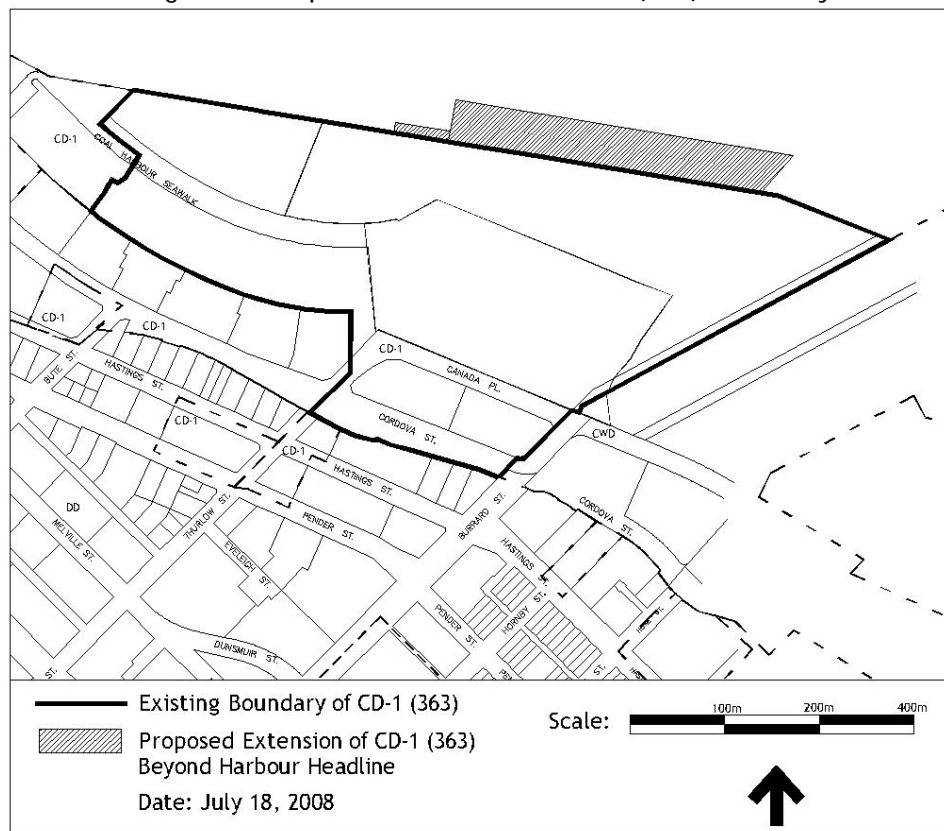 CD-1
COAL HARBOUR SEAWALK
CD-1
CD-1
CD-1
CANADA PL.
BUTE ST.
HASTINGS ST.
CORDOVA ST.
CD-1
CWD
CD-1
HASTINGS ST.
CORDOVA ST.
DD
MELVILLE ST.
THURLOW ST.
PENDER ST.
BURRARD ST.
EVELEIGH ST.
HASTINGS ST.
PENDER ST.
HORNBY ST.
DUNSMUIR ST.
ST.
ST.
Existing Boundary of CD-1 (363)
Proposed Extension of CD-1 (363)
Beyond Harbour Headline
Date: July 18, 2008
Scale:
100m 200m 400m